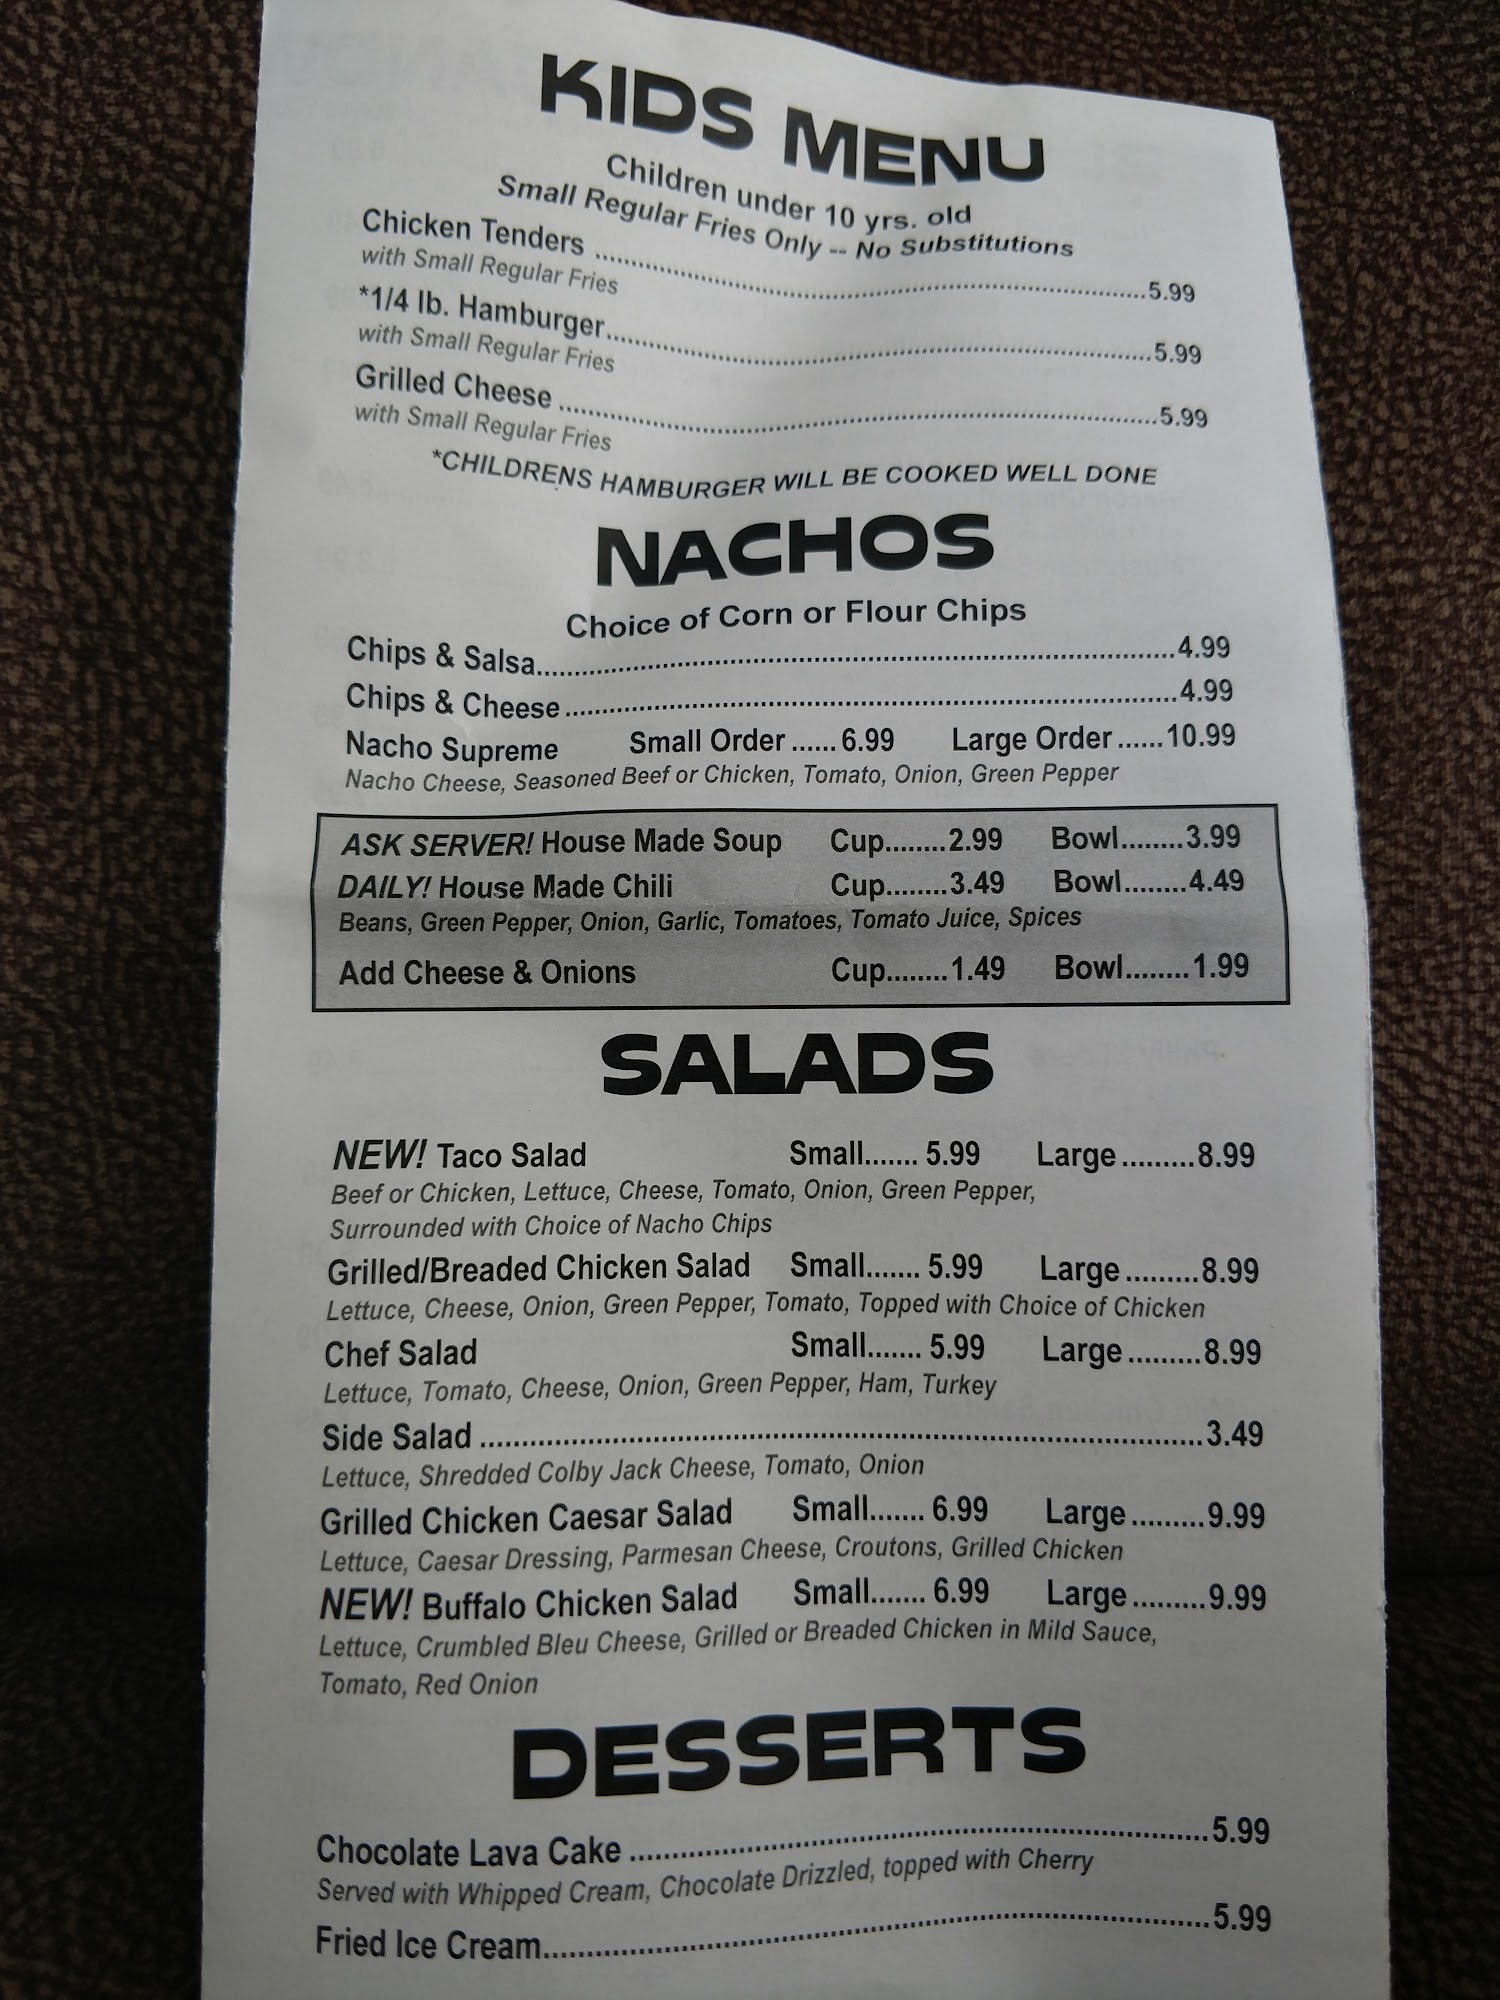 KIDS MENU
Children under 10 yrs. old
Small Regular Fries Only -- No Substitutions
Chicken Tenders ........ 5.99
with Small Regular Fries
*1/4 lb. Hamburger........ 5.99
with Small Regular Fries
Grilled Cheese ........ 5.99
with Small Regular Fries
*CHILDRENS HAMBURGER WILL BE COOKED WELL DONE
NACHOS
Choice of Corn or Flour Chips
Chips & Salsa........ 4.99
Chips & Cheese........ 4.99
Nacho Supreme Small Order ...... 6.99 Large Order ...... 10.99
Nacho Cheese, Seasoned Beef or Chicken, Tomato, Onion, Green Pepper
ASK SERVER! House Made Soup Cup........2.99 Bowl........3.99
DAILY! House Made Chili Cup........3.49 Bowl........4.49
Beans, Green Pepper, Onion, Garlic, Tomatoes, Tomato Juice, Spices
Add Cheese & Onions Cup........1.49 Bowl........1.99
SALADS
NEW! Taco Salad Small....... 5.99 Large.........8.99
Beef or Chicken, Lettuce, Cheese, Tomato, Onion, Green Pepper,
Surrounded with Choice of Nacho Chips
Grilled/Breaded Chicken Salad Small....... 5.99 Large.........8.99
Lettuce, Cheese, Onion, Green Pepper, Tomato, Topped with Choice of Chicken
Chef Salad Small....... 5.99 Large.........8.99
Lettuce, Tomato, Cheese, Onion, Green Pepper, Ham, Turkey
Side Salad ........ 3.49
Lettuce, Shredded Colby Jack Cheese, Tomato, Onion
Grilled Chicken Caesar Salad Small....... 6.99 Large.........9.99
Lettuce, Caesar Dressing, Parmesan Cheese, Croutons, Grilled Chicken
NEW! Buffalo Chicken Salad Small....... 6.99 Large.........9.99
Lettuce, Crumbled Bleu Cheese, Grilled or Breaded Chicken in Mild Sauce,
Tomato, Red Onion
DESSERTS
Chocolate Lava Cake ........ 5.99
Served with Whipped Cream, Chocolate Drizzled, topped with Cherry
Fried Ice Cream........ 5.99